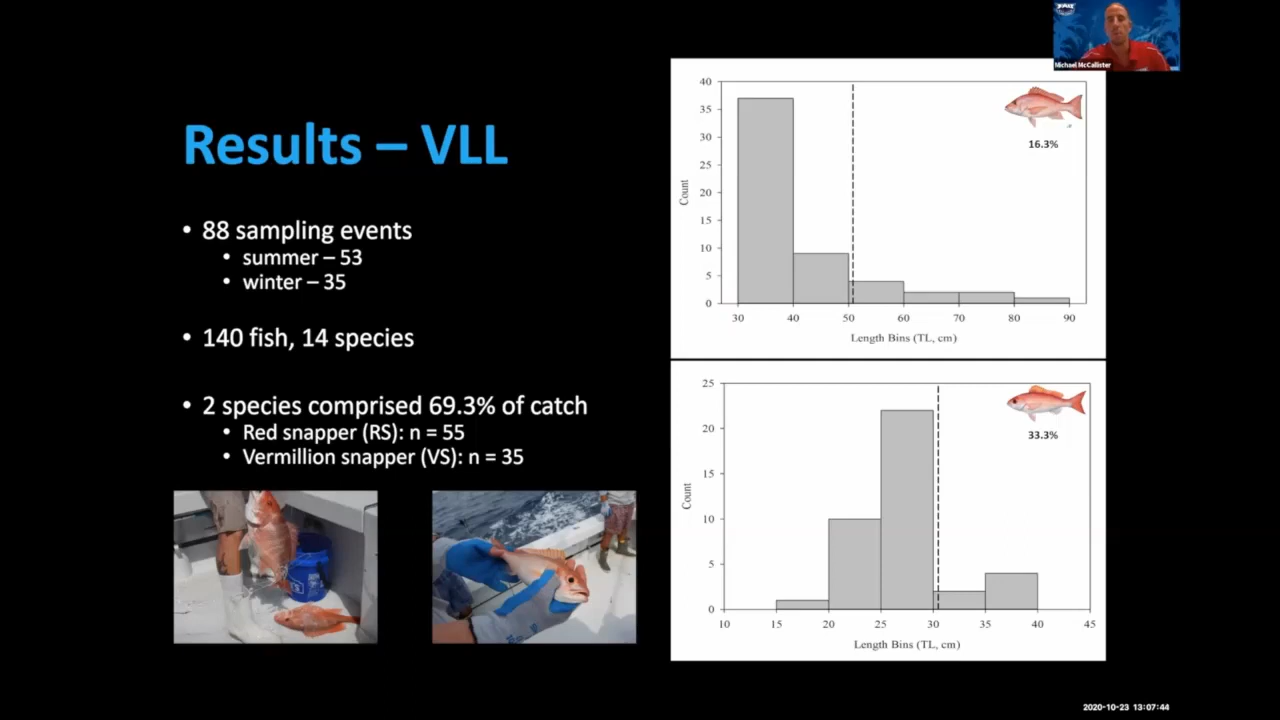 Michael McCallister
Results – VLL
• 88 sampling events
• summer – 53
• winter – 35
• 140 fish, 14 species
• 2 species comprised 69.3% of catch
• Red snapper (RS): n = 55
• Vermillion snapper (VS): n = 35
40
35
30
25
20
15
10
5
0
Count
30 40 50 60 70 80 90
Length Bins (TL, cm)
16.3%
25
20
15
10
5
0
Count
10 15 20 25 30 35 40 45
Length Bins (TL, cm)
33.3%
2020-10-23 13:07:44